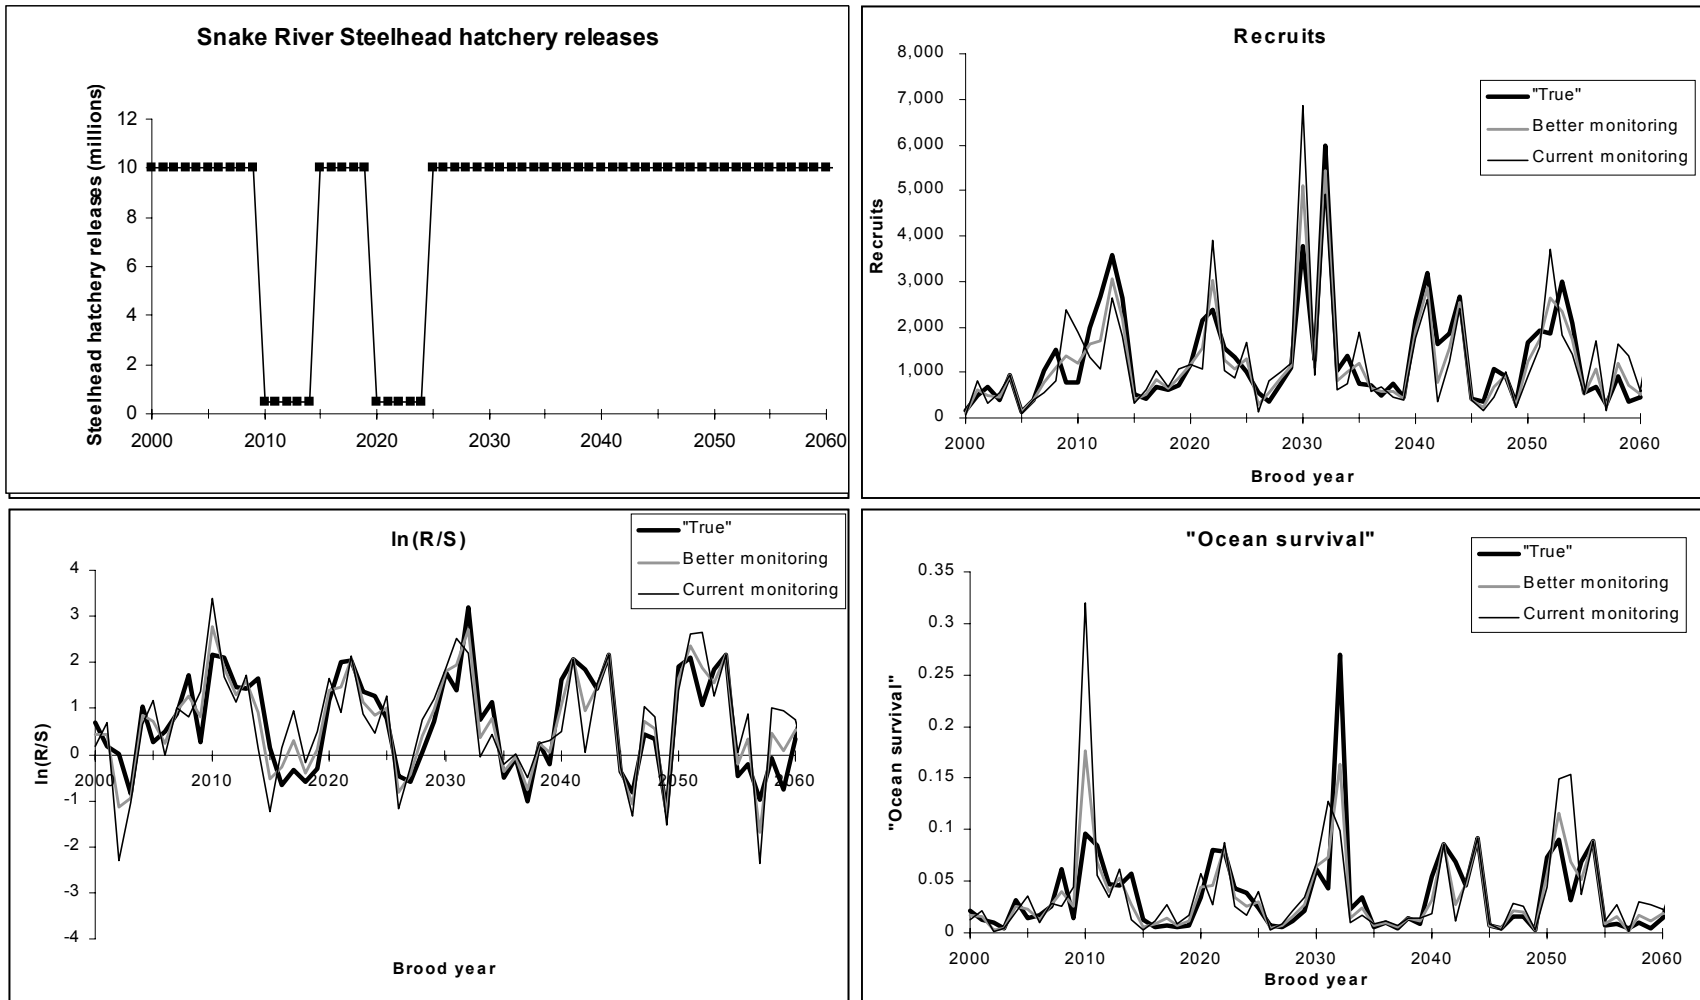 Snake River Steelhead hatchery releases
Steelhead hatchery releases (millions)
12
10
8
6
4
2
0
2000 2010 2020 2030 2040 2050 2060
Recruits
8,000
7,000
6,000
5,000
4,000
3,000
2,000
1,000
0
Recruits
"True"
Better monitoring
Current monitoring
2000 2010 2020 2030 2040 2050 2060
Brood year
ln(R/S)
"True"
Better monitoring
Current monitoring
4
3
2
1
0
-1
-2
-3
-4
ln(R/S)
2000 2010 2020 2030 2040 2050 2060
Brood year
"Ocean survival"
"True"
Better monitoring
Current monitoring
0.35
0.3
0.25
0.2
0.15
0.1
0.05
0
"Ocean survival"
2000 2010 2020 2030 2040 2050 2060
Brood year